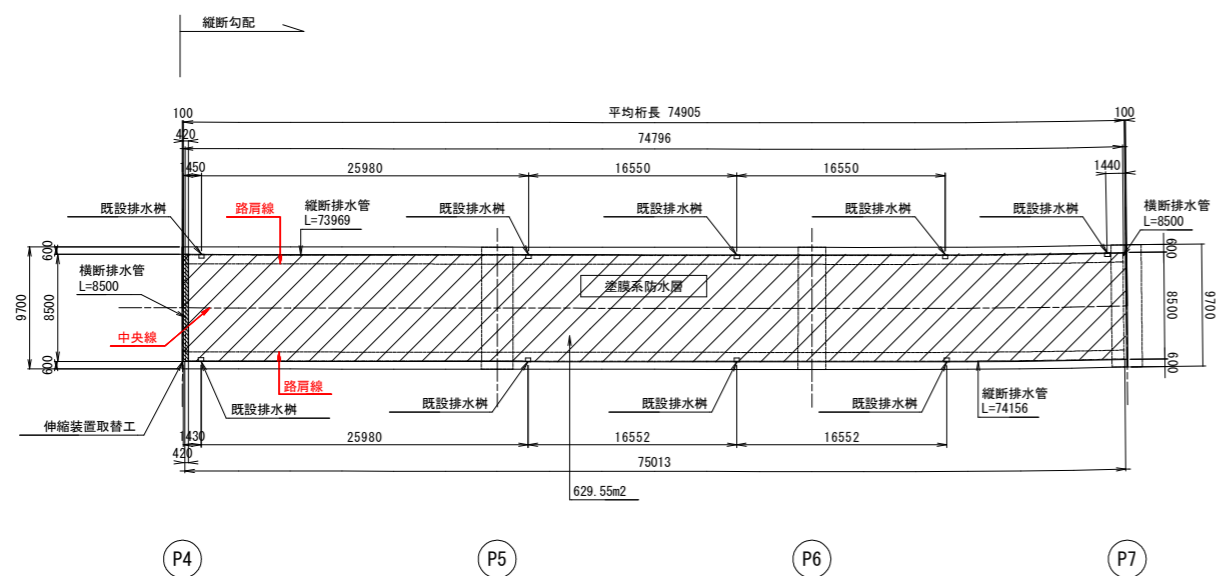 縦断勾配
100
平均桁長 74905
100
420
74796
1450
25980
16550
16550
1440
既設排水桝
路肩線
縦断排水管
L=73969
既設排水桝
既設排水桝
既設排水桝
既設排水桝
横断排水管
L=8500
600
600
横断排水管
L=8500
塗膜系防水層
9700
8500
8500
9700
中央線
600
600
路肩線
既設排水桝
既設排水桝
既設排水桝
既設排水桝
縦断排水管
L=74156
伸縮装置取替工
1430
25980
16552
16552
420
75013
629.55m2
P4
P5
P6
P7